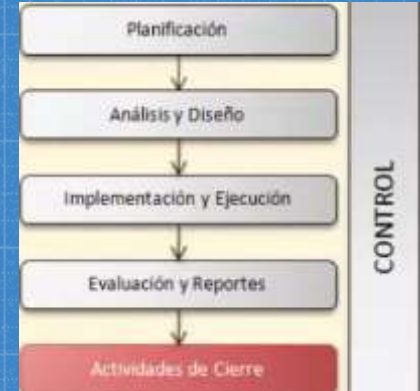 Planificación
Análisis y Diseño
Implementación y Ejecución
Evaluación y Reportes
Actividades de Cierre
CONTROL